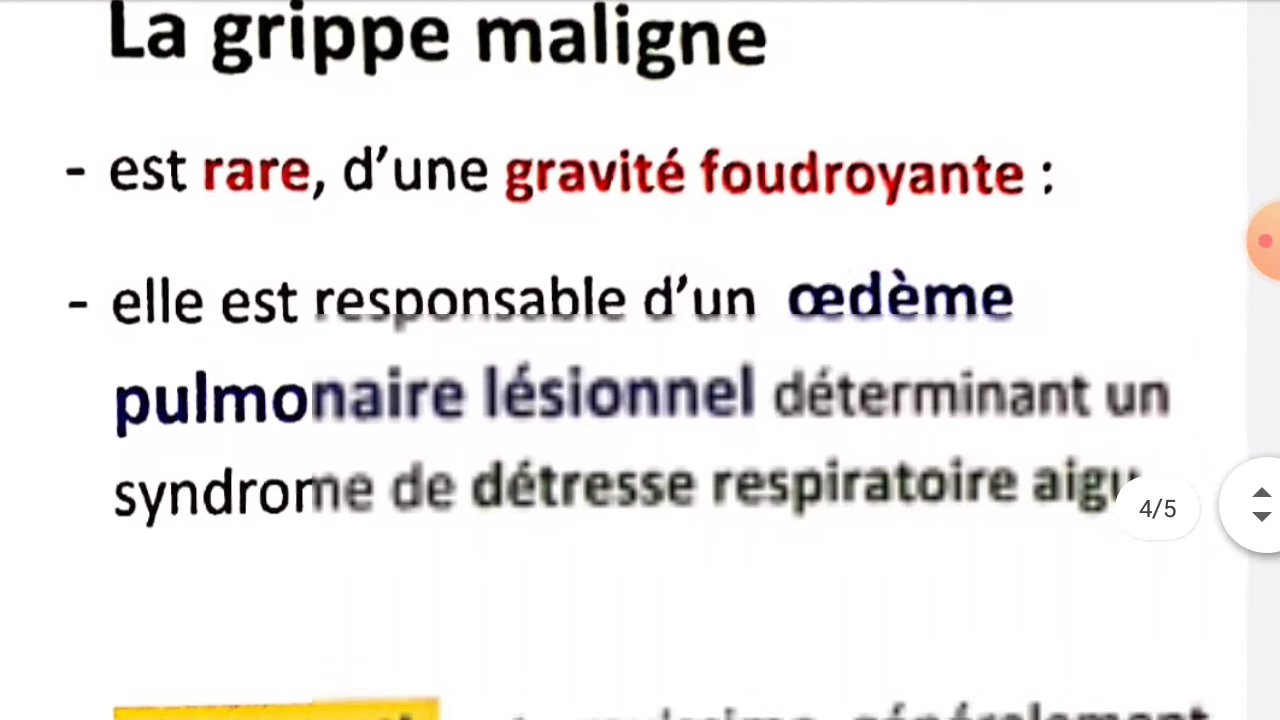 La grippe maligne
- est rare, d’une gravité foudroyante :
- elle est responsable d’un œdème
pulmonaire lésionnel déterminant un
syndrome de détresse respiratoire aigu
4/5
généralement